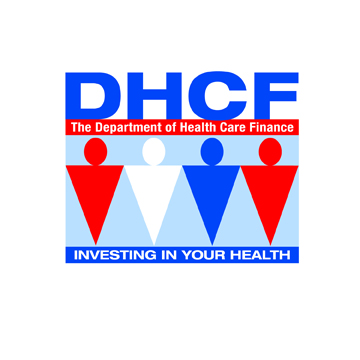 DHCF
The Department of Health Care Finance
INVESTING IN YOUR HEALTH